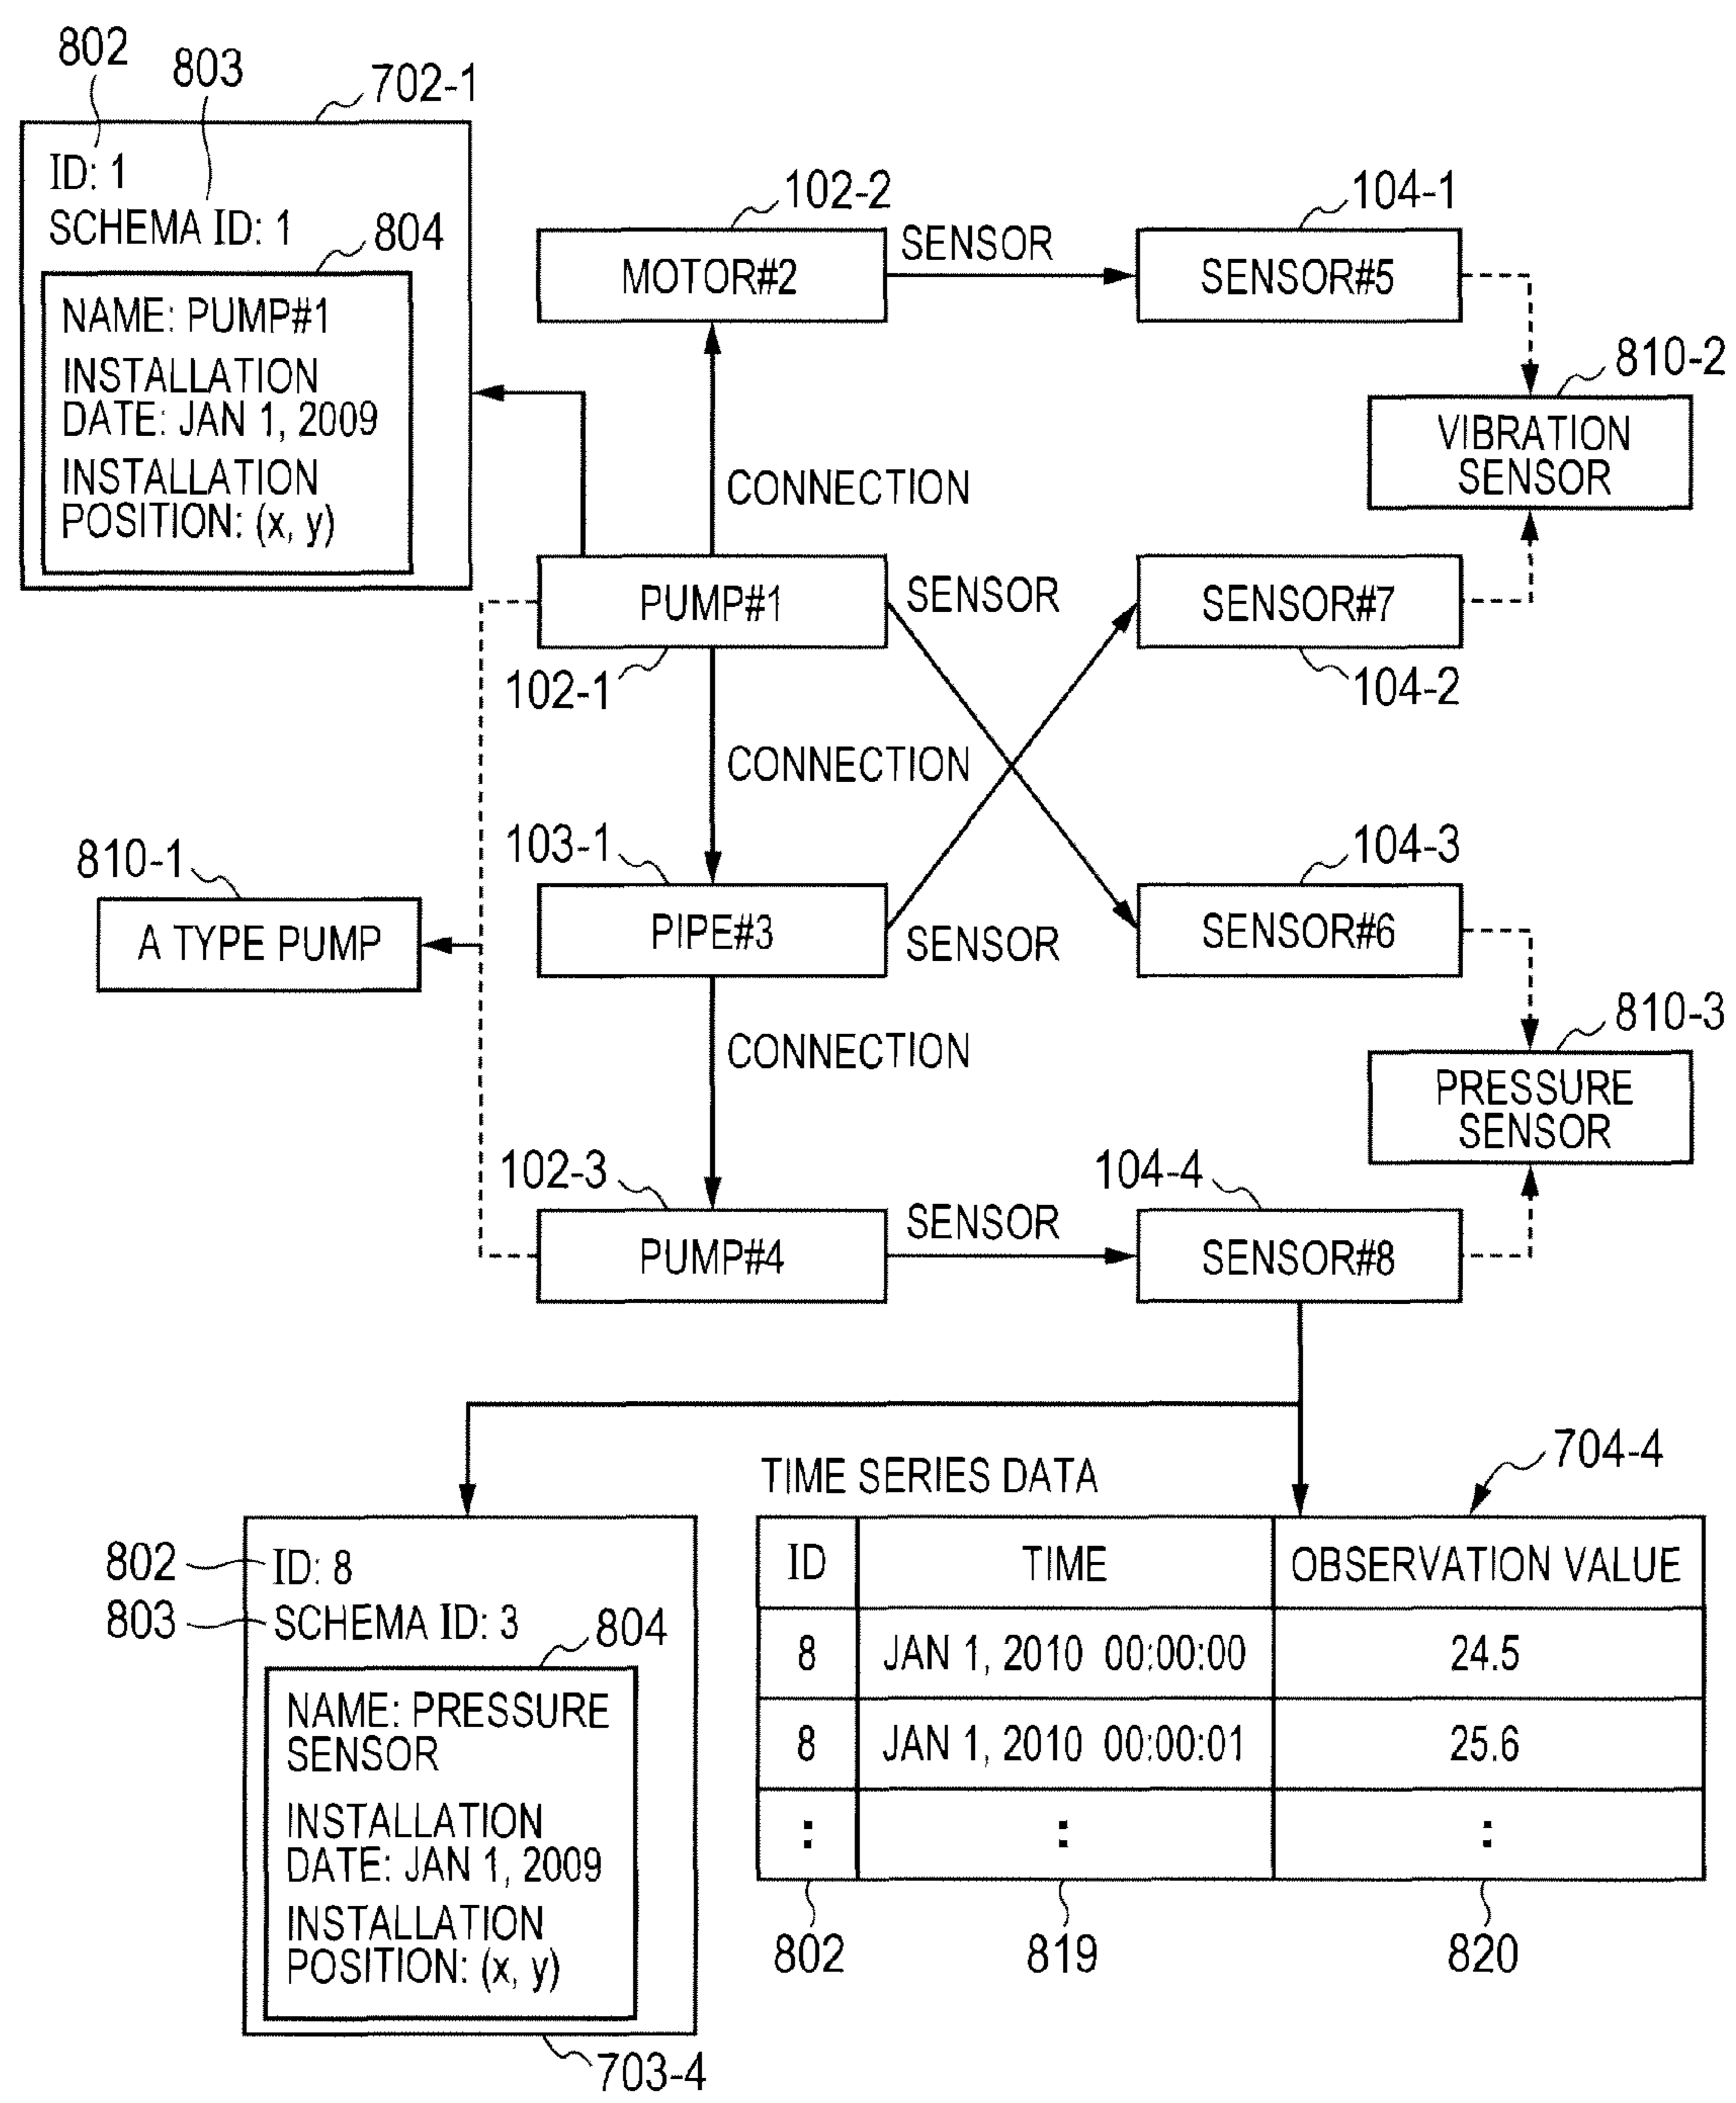 802
803
702-1
ID: 1
SCHEMA ID: 1
804
NAME: PUMP#1
INSTALLATION
DATE: JAN 1, 2009
INSTALLATION
POSITION: (x, y)
102-2
MOTOR#2
SENSOR
104-1
SENSOR#5
810-2
VIBRATION
SENSOR
CONNECTION
PUMP#1
SENSOR
SENSOR#7
102-1
104-2
CONNECTION
810-1
A TYPE PUMP
103-1
PIPE#3
SENSOR
104-3
SENSOR#6
810-3
PRESSURE
SENSOR
CONNECTION
102-3
PUMP#4
SENSOR
104-4
SENSOR#8
704-4
TIME SERIES DATA
ID TIME OBSERVATION VALUE
8 JAN 1, 2010 00:00:00 24.5
8 JAN 1, 2010 00:00:01 25.6
: : :
802 819 820
802
ID: 8
803
SCHEMA ID: 3
804
NAME: PRESSURE
SENSOR
INSTALLATION
DATE: JAN 1, 2009
INSTALLATION
POSITION: (x, y)
703-4